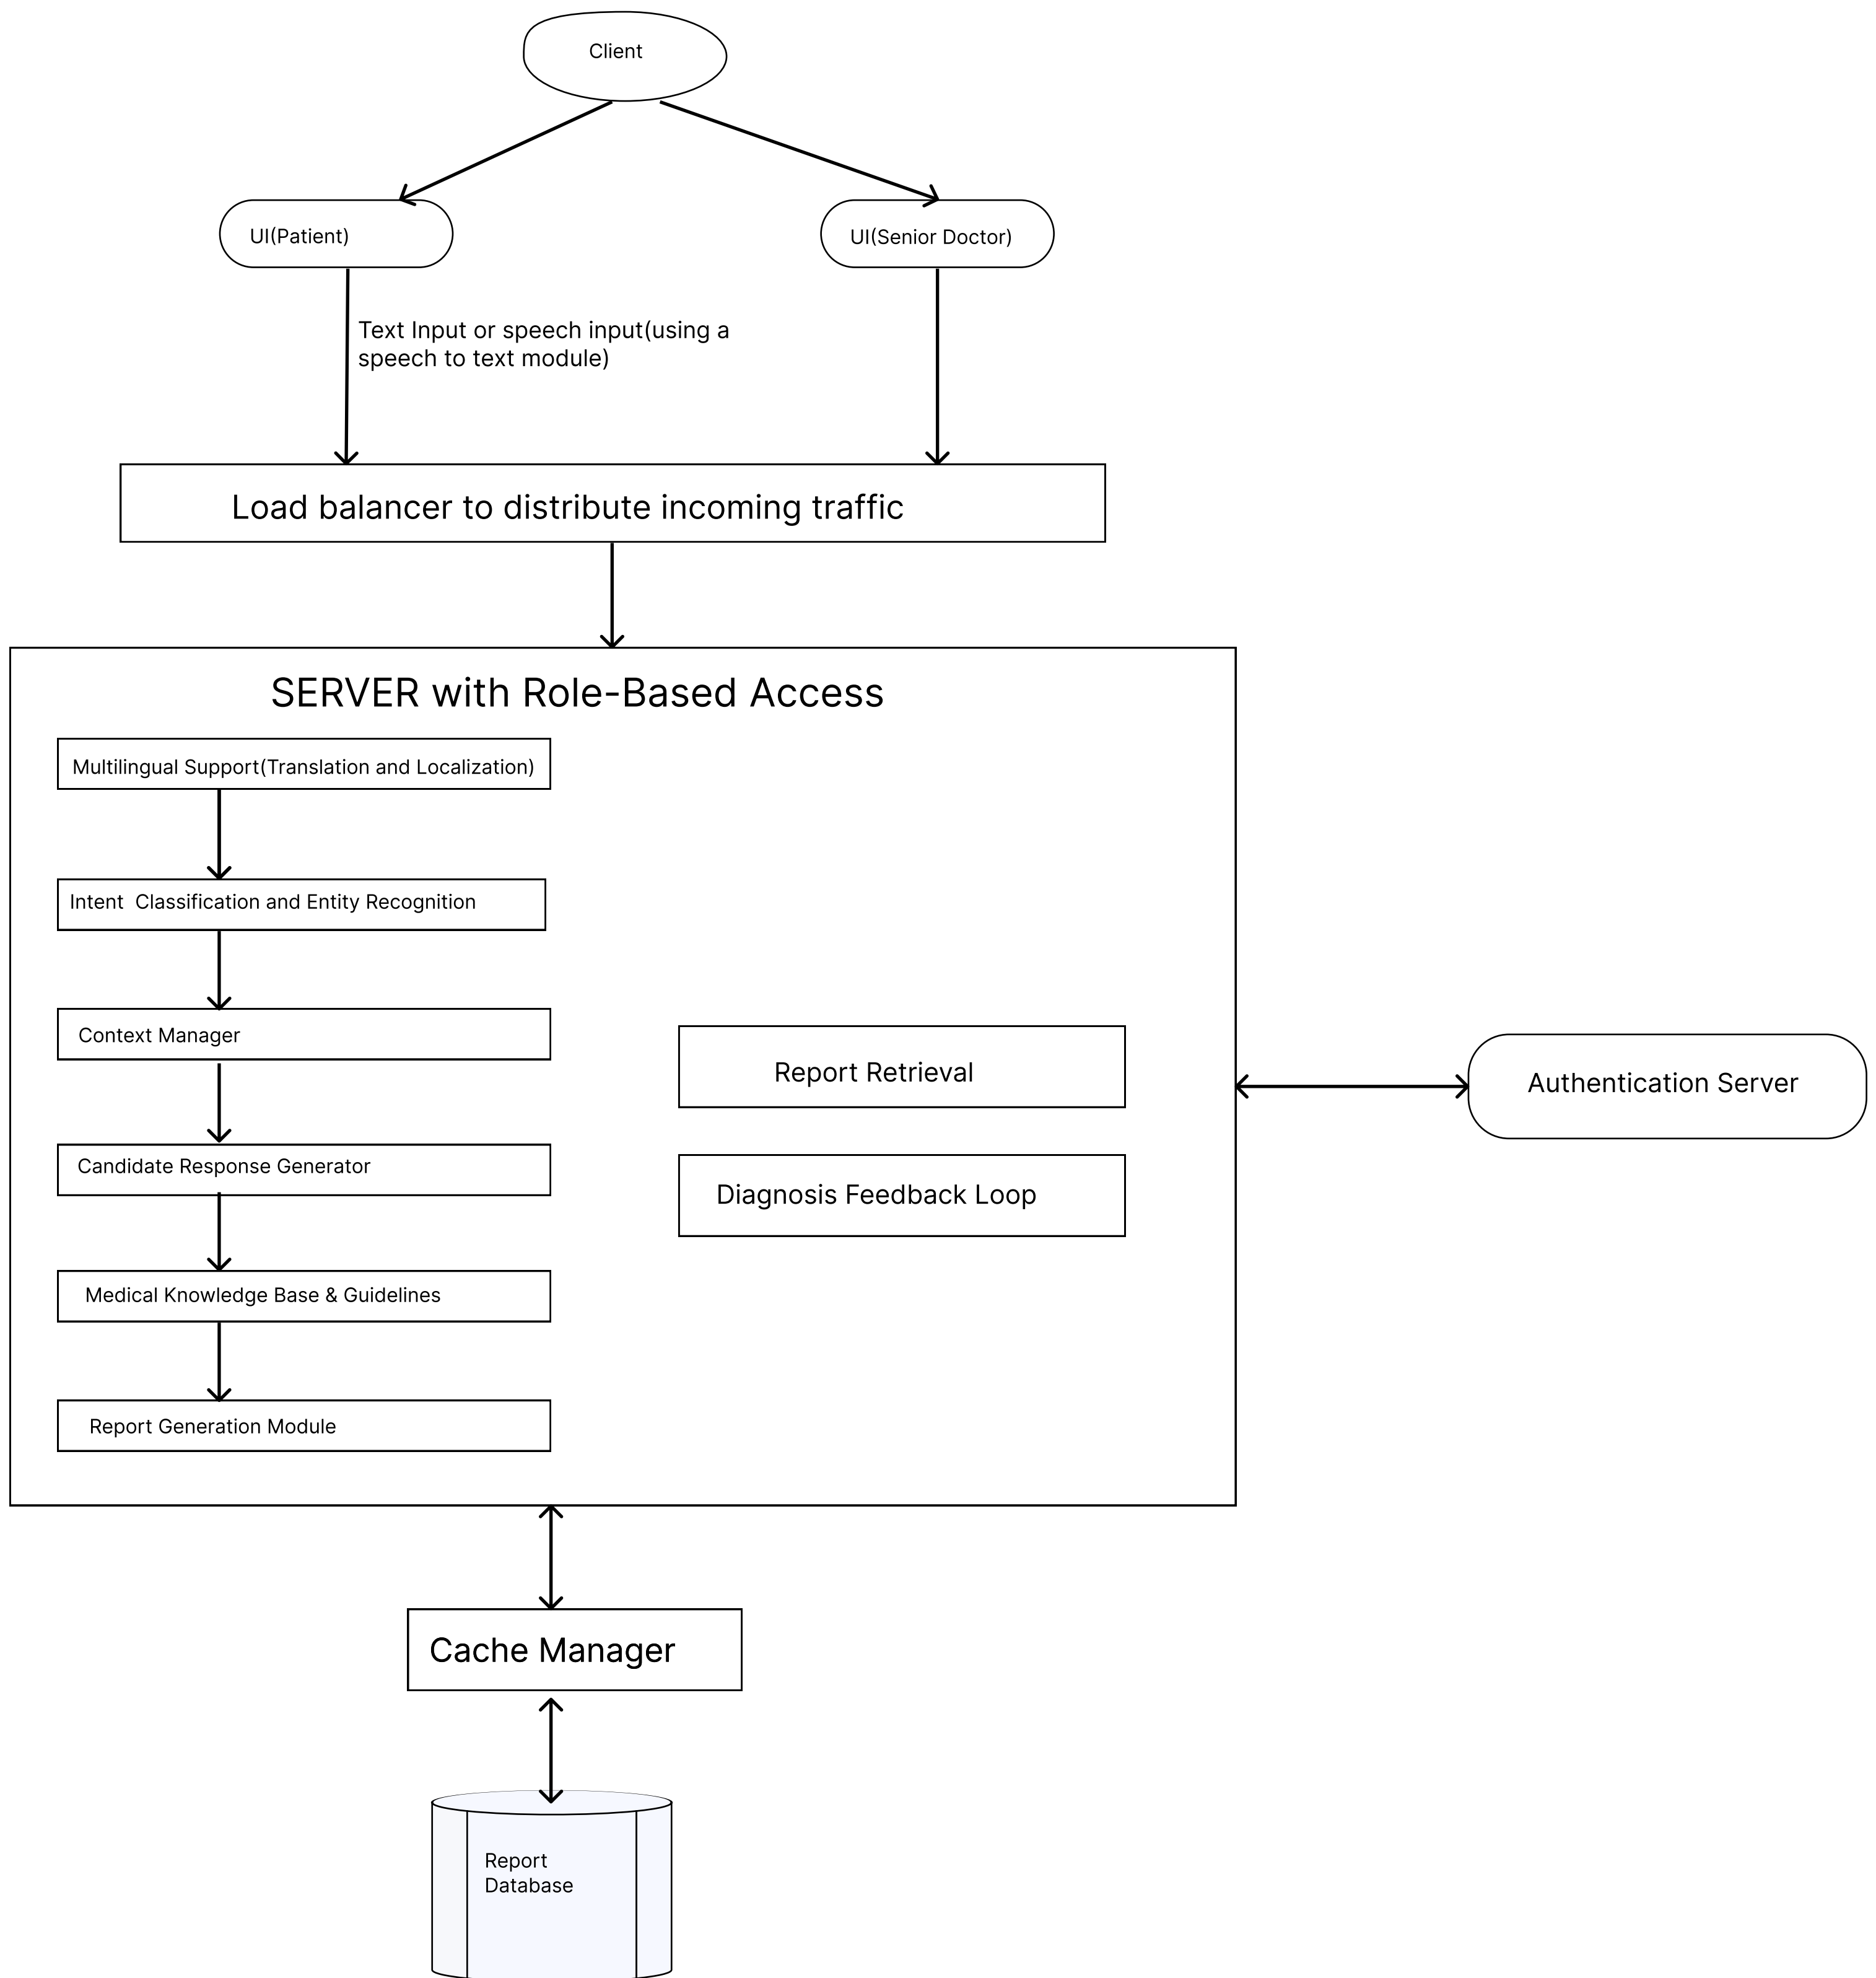 Client
UI(Patient)
UI(Senior Doctor)
Text Input or speech input(using a
speech to text module)
Load balancer to distribute incoming traffic
SERVER with Role-Based Access
Multilingual Support(Translation and Localization)
Intent  Classification and Entity Recognition
Context Manager
Candidate Response Generator
Medical Knowledge Base & Guidelines
Report Generation Module
Report Retrieval
Diagnosis Feedback Loop
Authentication Server
Cache Manager
Report
Database